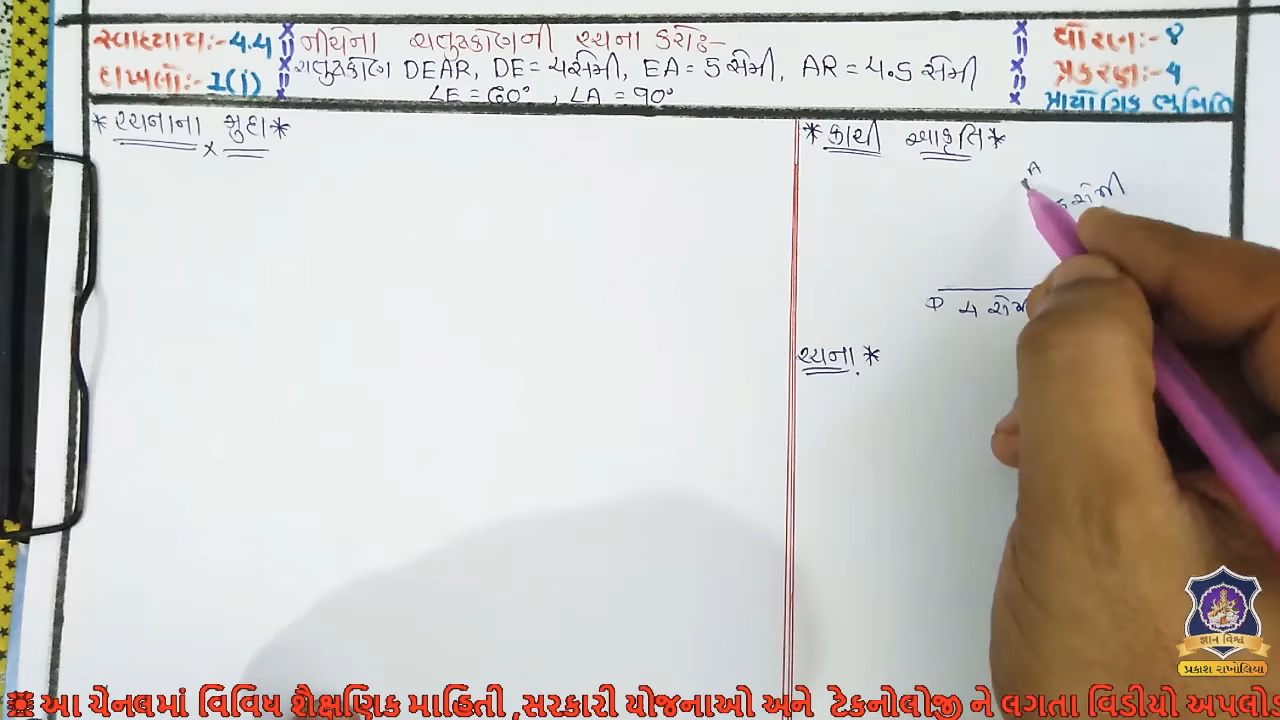 સ્વાધ્યાય:-4.4 નીચેના ચતુષ્કોણની રચના કરો:- ધોરણ:- 8
દાખલો:-1(i) ચતુષ્કોણ DEAR, DE = 4સેમી, EA = 5 સેમી, AR = 4.5 સેમી પ્રકરણ:-4
∠E = 60° , ∠A = 90° પ્રાયોગિક ભૂમિતિ
*રચનાના મુદ્દા*
*કાચી આકૃતિ*
A
સેમી
D 4 સેમી
રચના*
જ્ઞાન વિશ્વ
પ્રકાશ રાખોલિયા
આ ચેનલમાં વિવિધ શૈક્ષણિક માહિતી ,સરકારી યોજનાઓ અને ટેકનોલોજી ને લગતા વિડીયો અપલોડ